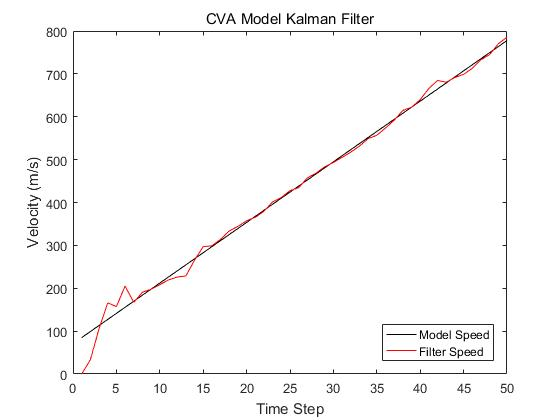 CVA Model Kalman Filter
800
700
600
500
400
300
200
100
0
Velocity (m/s)
Model Speed
Filter Speed
0 5 10 15 20 25 30 35 40 45 50
Time Step